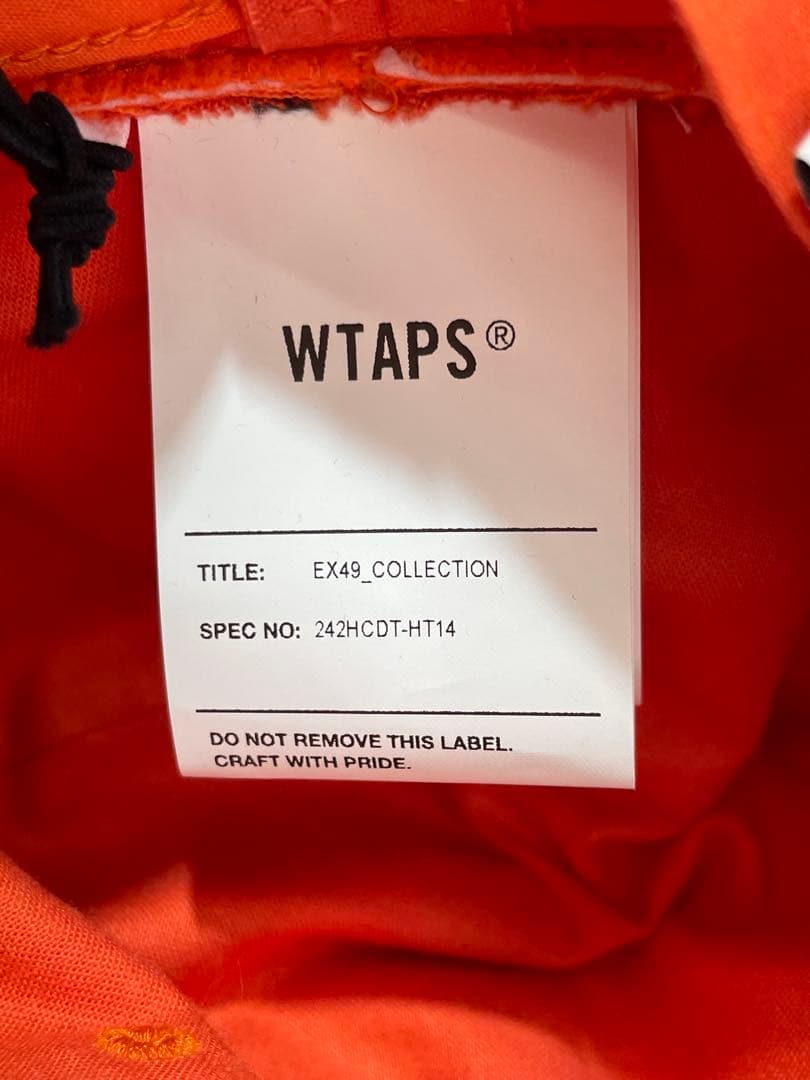 WTAPS®
TITLE: EX49_COLLECTION
SPEC NO: 242HCDT-HT14
DO NOT REMOVE THIS LABEL.
CRAFT WITH PRIDE.